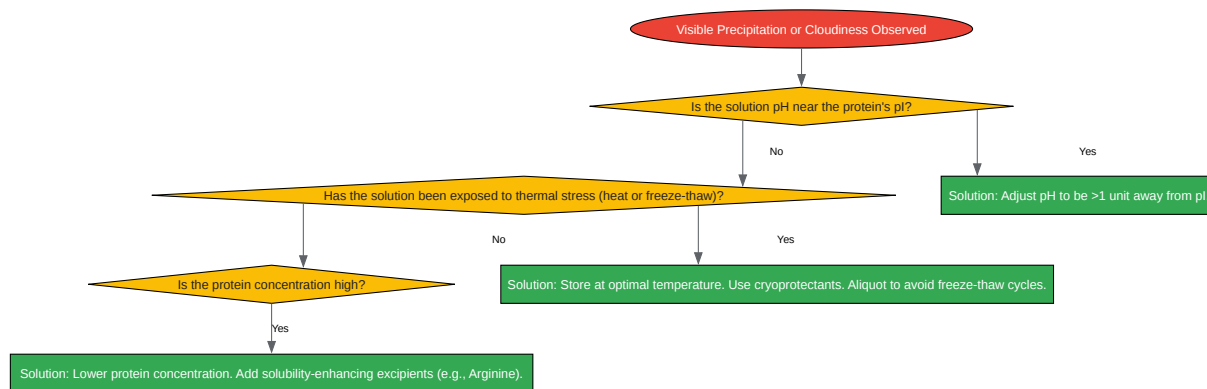 Visible Precipitation or Cloudiness Observed
Is the solution pH near the protein's pI?
No
Yes
Has the solution been exposed to thermal stress (heat or freeze-thaw)?
Solution: Adjust pH to be >1 unit away from pI
No
Yes
Is the protein concentration high?
Solution: Store at optimal temperature. Use cryoprotectants. Aliquot to avoid freeze-thaw cycles.
Yes
Solution: Lower protein concentration. Add solubility-enhancing excipients (e.g., Arginine).